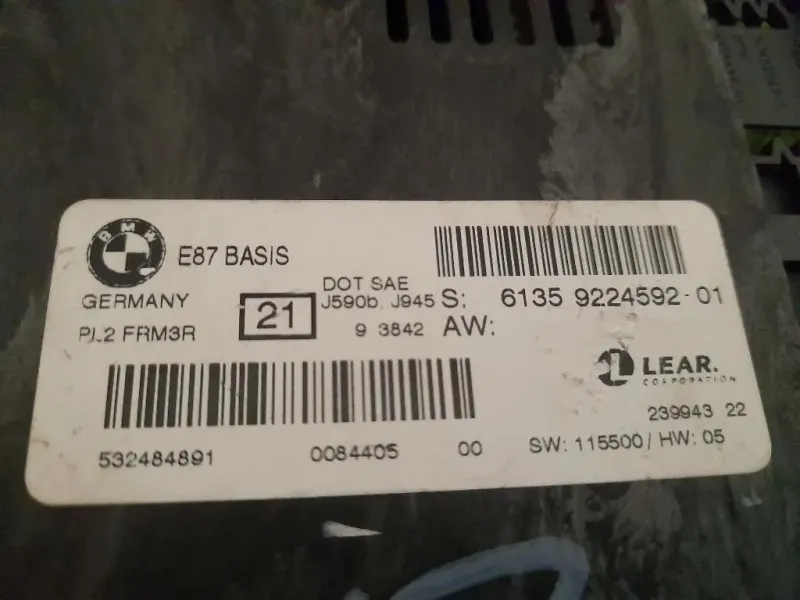 BMW
E87 BASIS
GERMANY
PL2 FRM3R
21
DOT SAE
J590b, J945
9 3842
S: 6135 9224592-01
AW:
LEAR.
CORPORATION
239943 22
532484891 0084405 00
SW: 115500 / HW: 05